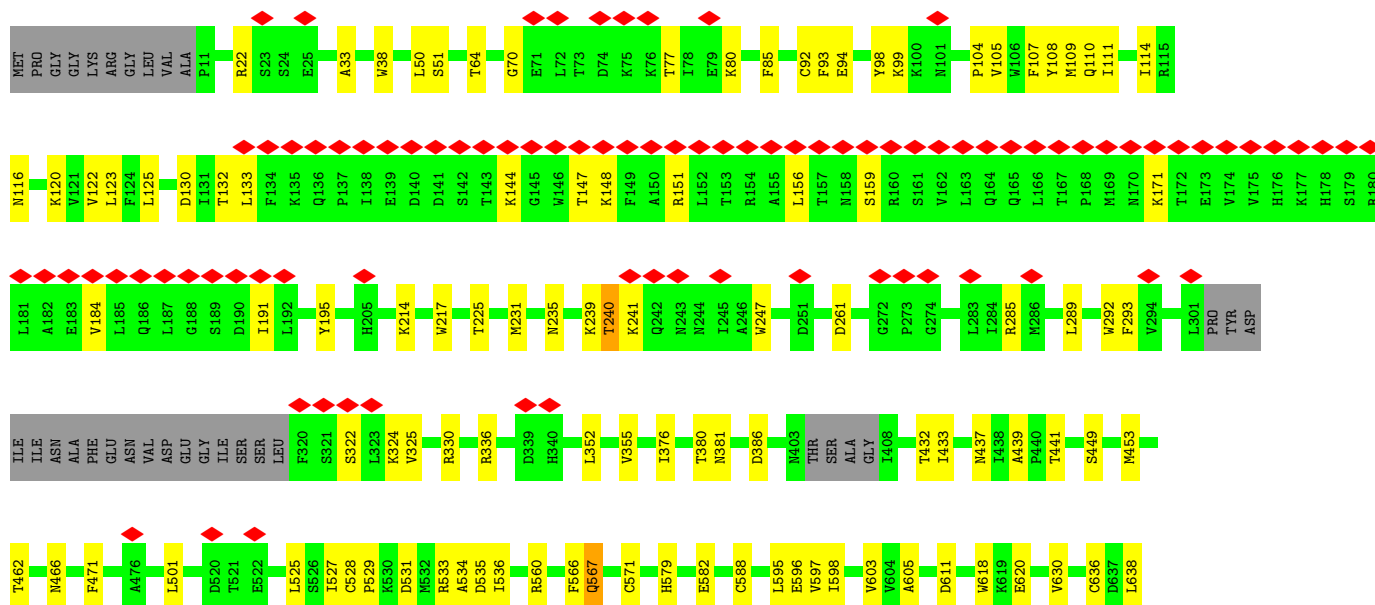 MET PRO GLY GLY LYS ARG GLY LEU VAL ALA P11 R22 S23 S24 E25 A33 W38 L50 S51 T64 G70 E71 L72 T73 D74 K75 K76 T77 I78 E79 K80 F85 C92 F93 E94 Y98 K99 K100 N101 P104 V105 W106 F107 Y108 M109 Q110 I111 I114 R115
N116 K120 V121 V122 L123 F124 L125 D130 I131 T132 L133 F134 K135 Q136 P137 I138 E139 D140 D141 S142 T143 K144 G145 W146 T147 K148 F149 A150 R151 L152 T153 R154 A155 L156 T157 N158 S159 R160 S161 V162 L163 Q164 Q165 L166 T167 P168 M169 N170 K171 T172 E173 V174 V175 H176 K177 H178 S179 R180
L181 A182 E183 V184 L185 Q186 L187 G188 S189 D190 I191 L192 Y195 H205 K214 W217 T225 M231 N235 K239 T240 K241 Q242 N243 N244 I245 A246 W247 D251 D261 G272 P273 G274 L283 I284 R285 M286 L289 W292 F293 V294 L301 PRO TYR ASP
ILE ILE ASN ALA PHE GLU ASN VAL ASP GLU GLY ILE SER SER LEU F320 S321 S322 L323 K324 V325 R330 R336 D339 H340 L352 V355 I376 T380 N381 D386 N403 THR SER ALA GLY I408 T432 I433 N437 I438 A439 P440 T441 S449 M453
T462 N466 F471 A476 L501 D520 T521 E522 L525 S526 I527 C528 P529 K530 D531 M532 R533 A534 D535 I536 R560 F566 Q567 C571 H579 E582 C588 L595 E596 V597 I598 V603 V604 A605 D611 W618 K619 E620 V630 C636 D637 L638